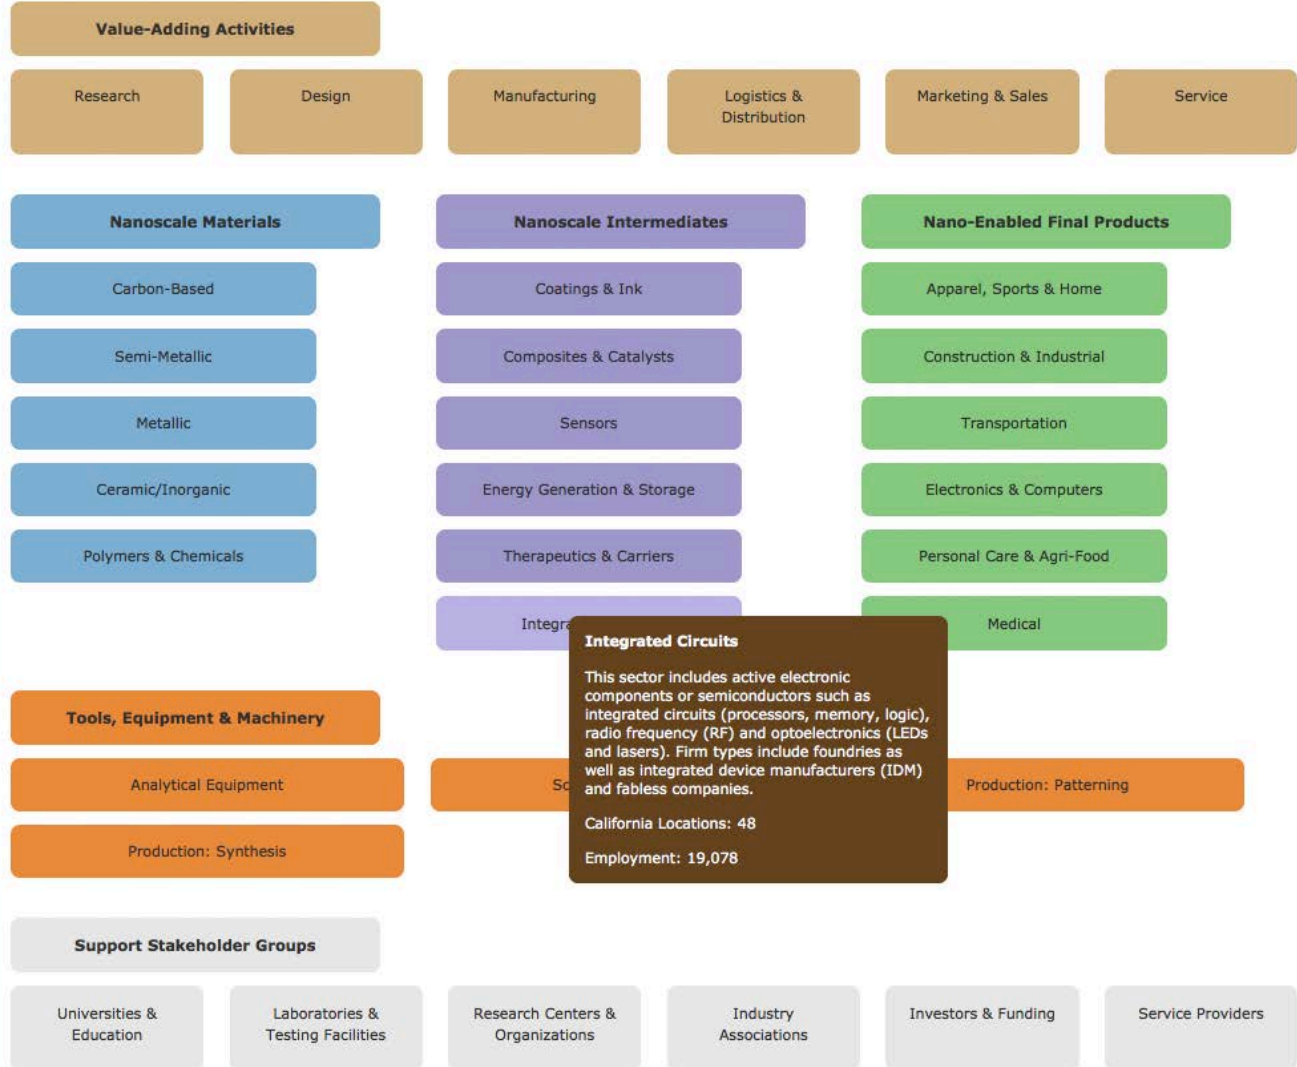 Value-Adding Activities
Research
Design
Manufacturing
Logistics &
Distribution
Marketing & Sales
Service
Nanoscale Materials
Carbon-Based
Semi-Metallic
Metallic
Ceramic/Inorganic
Polymers & Chemicals
Nanoscale Intermediates
Coatings & Ink
Composites & Catalysts
Sensors
Energy Generation & Storage
Therapeutics & Carriers
Nano-Enabled Final Products
Apparel, Sports & Home
Construction & Industrial
Transportation
Electronics & Computers
Personal Care & Agri-Food
Medical
Integrated Circuits
This sector includes active electronic
components or semiconductors such as
integrated circuits (processors, memory, logic),
radio frequency (RF) and optoelectronics (LEDs
and lasers). Firm types include foundries as
well as integrated device manufacturers (IDM)
and fabless companies.
California Locations: 48
Employment: 19,078
Tools, Equipment & Machinery
Analytical Equipment
Production: Patterning
Production: Synthesis
Support Stakeholder Groups
Universities &
Education
Laboratories &
Testing Facilities
Research Centers &
Organizations
Industry
Associations
Investors & Funding
Service Providers